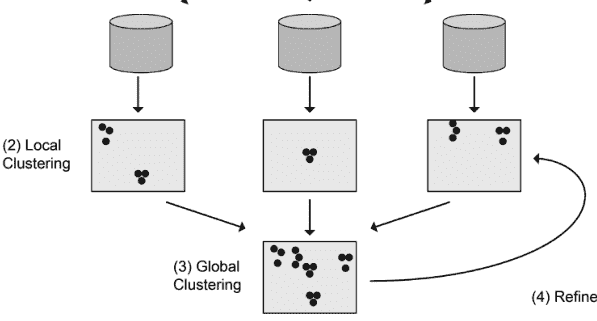 (2) Local
Clustering
(3) Global
Clustering
(4) Refine